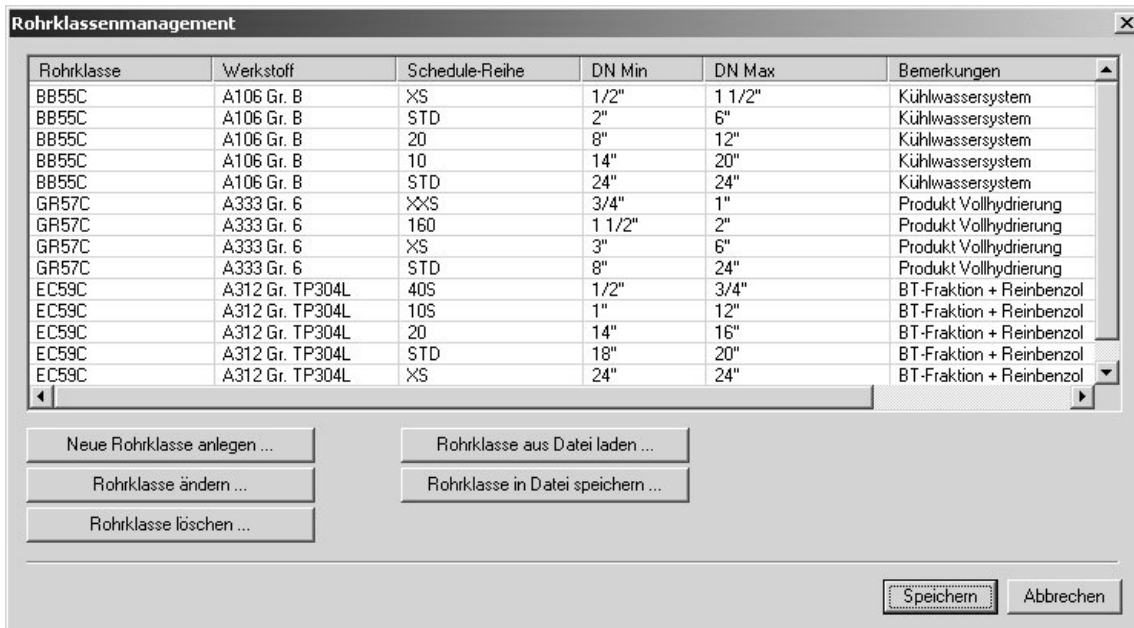 Rohrklassenmanagement
Rohrklasse Werkstoff Schedule-Reihe DN Min DN Max Bemerkungen
BB55C A106 Gr. B XS 1/2" 1 1/2" Kühlwassersystem
BB55C A106 Gr. B STD 2" 6" Kühlwassersystem
BB55C A106 Gr. B 20 8" 12" Kühlwassersystem
BB55C A106 Gr. B 10 14" 20" Kühlwassersystem
BB55C A106 Gr. B STD 24" 24" Kühlwassersystem
GR57C A333 Gr. 6 XXS 3/4" 1" Produkt Vollhydrierung
GR57C A333 Gr. 6 160 1 1/2" 2" Produkt Vollhydrierung
GR57C A333 Gr. 6 XS 3" 6" Produkt Vollhydrierung
GR57C A333 Gr. 6 STD 8" 24" Produkt Vollhydrierung
EC59C A312 Gr. TP304L 40S 1/2" 3/4" BT-Fraktion + Reinbenzol
EC59C A312 Gr. TP304L 10S 1" 12" BT-Fraktion + Reinbenzol
EC59C A312 Gr. TP304L 20 14" 16" BT-Fraktion + Reinbenzol
EC59C A312 Gr. TP304L STD 18" 20" BT-Fraktion + Reinbenzol
EC59C A312 Gr. TP304L XS 24" 24" BT-Fraktion + Reinbenzol
Neue Rohrklasse anlegen ... Rohrklasse aus Datei laden ...
Rohrklasse ändern ... Rohrklasse in Datei speichern ...
Rohrklasse löschen ...
Speichern Abbrechen